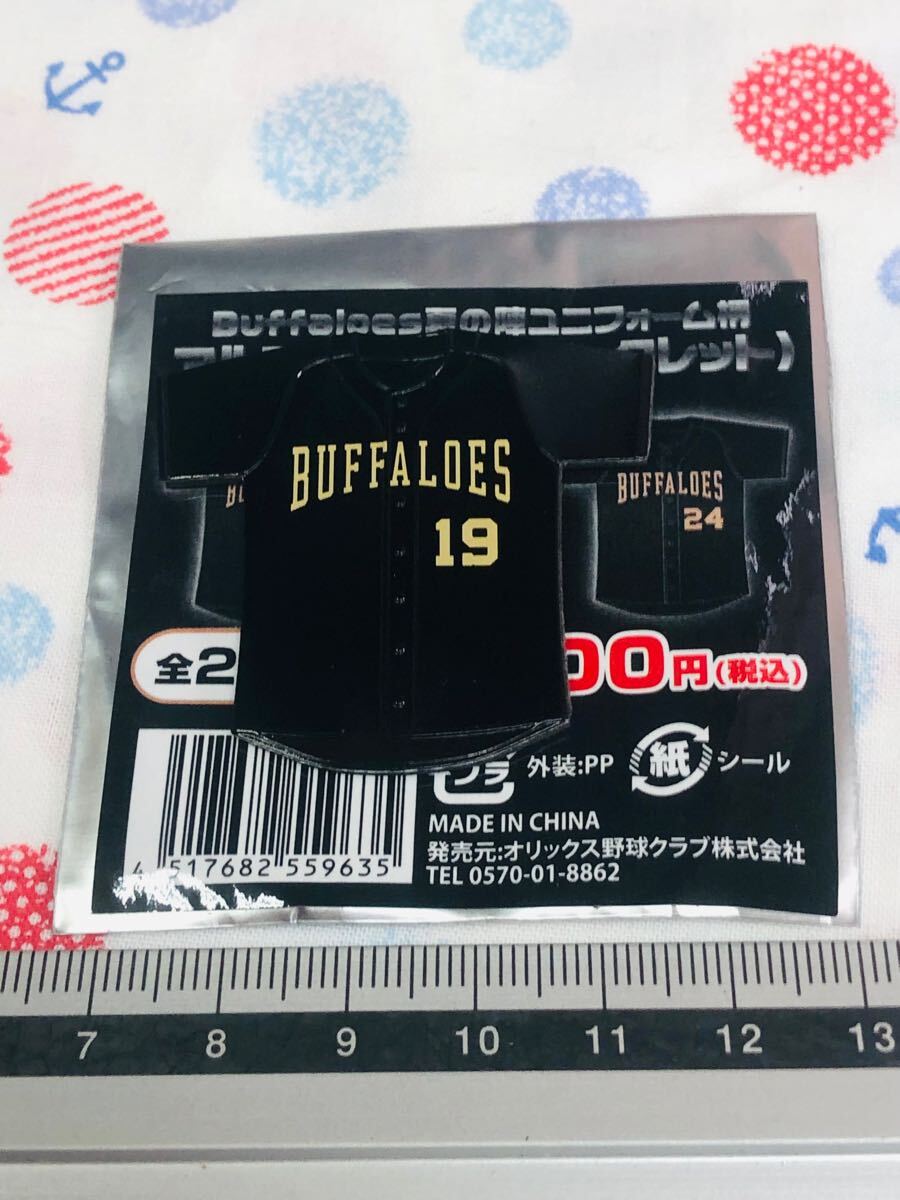 Buffaloes夏の陣ユニフォーム柄
レット)
BUFFALOES
19
BUFFALOES
24
全2
00円(税込)
プラ 外装:PP 紙 シール
MADE IN CHINA
発売元:オリックス野球クラブ株式会社
TEL 0570-01-8862
4 517682 559635
7 8 9 10 11 12 13